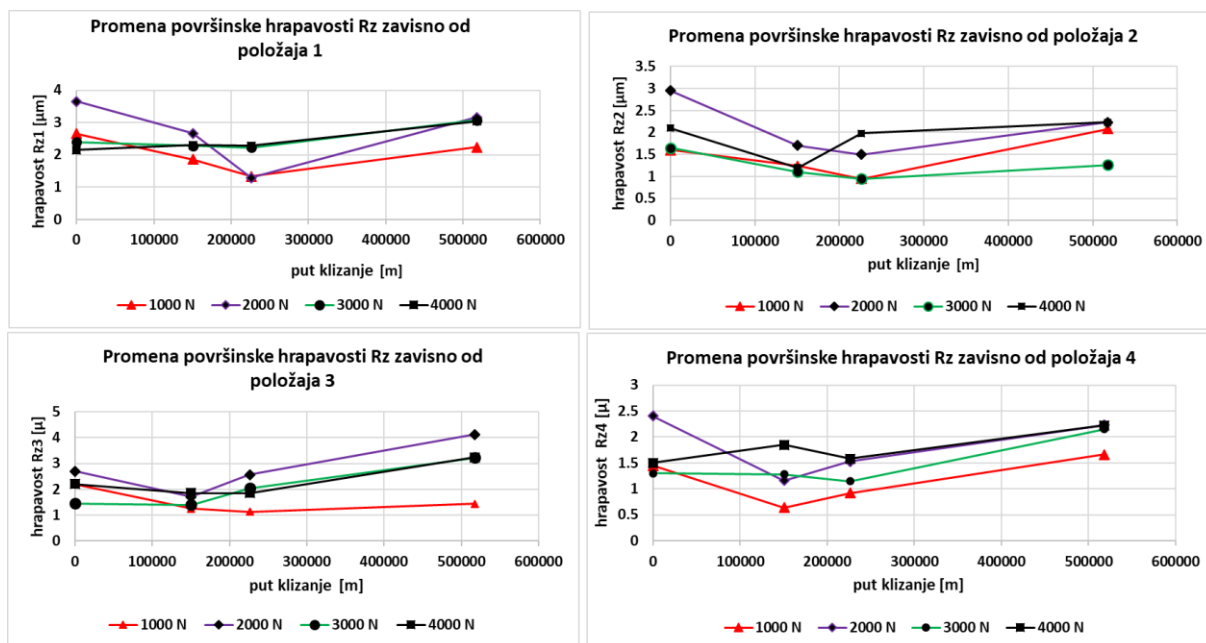 Promena površinske hrapavosti Rz zavisno od
položaja 1
hrapavost Rz1 [µm]
4
3
2
1
0
0 100000 200000 300000 400000 500000 600000
put klizanje [m]
1000 N 2000 N 3000 N 4000 N
Promena površinske hrapavosti Rz zavisno od položaja 2
hrapavost Rz2 [µm]
3.5
3
2.5
2
1.5
1
0.5
0
0 100000 200000 300000 400000 500000 600000
put klizanje [m]
1000 N 2000 N 3000 N 4000 N
Promena površinske hrapavosti Rz zavisno od
položaja 3
hrapavost Rz3 [µ]
5
4
3
2
1
0
0 100000 200000 300000 400000 500000 600000
put klizanje [m]
1000 N 2000 N 3000 N 4000 N
Promena površinske hrapavosti Rz zavisno od položaja 4
hrapavost Rz4 [µ]
3
2.5
2
1.5
1
0.5
0
0 100000 200000 300000 400000 500000 600000
put klizanje [m]
1000 N 2000 N 3000 N 4000 N